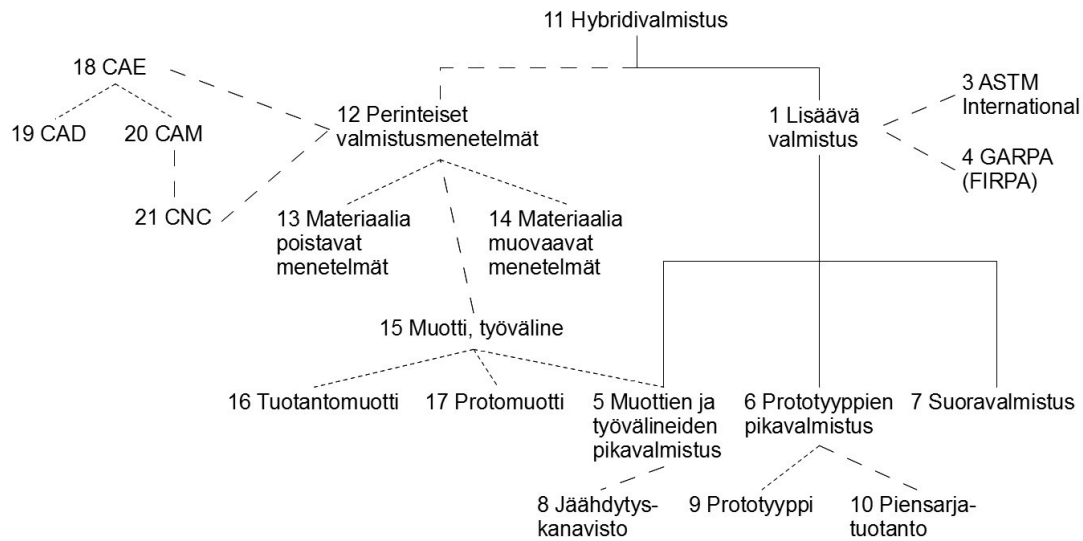 11 Hybridivalmistus
18 CAE
3 ASTM
International
12 Perinteiset
valmistusmenetelmät
1 Lisäävä
valmistus
19 CAD
20 CAM
4 GARPA
(FIRPA)
21 CNC
13 Materiaalia
poistavat
menetelmät
14 Materiaalia
muovaavat
menetelmät
15 Muotti, työväline
16 Tuotantomuotti
17 Protomuotti
5 Muottien ja
työvälineiden
pikavalmistus
6 Prototyyppien
pikavalmistus
7 Suoravalmistus
8 Jäähdytys-
kanavisto
9 Prototyyppi
10 Piensarja-
tuotanto